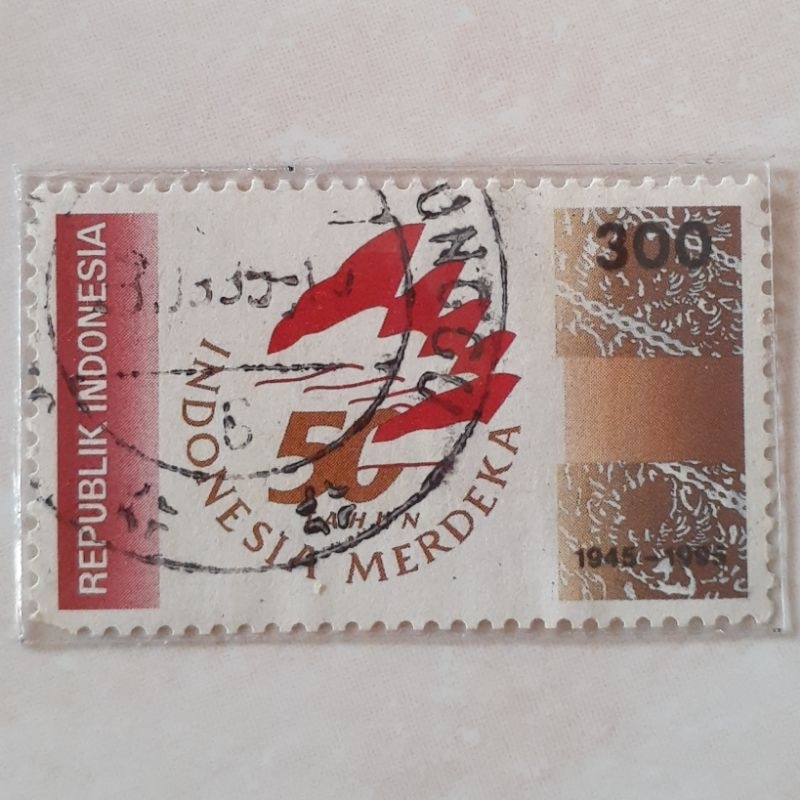 REPUBLIK INDONESIA
300
50
TAHUN
INDONESIA MERDEKA
1945-1995